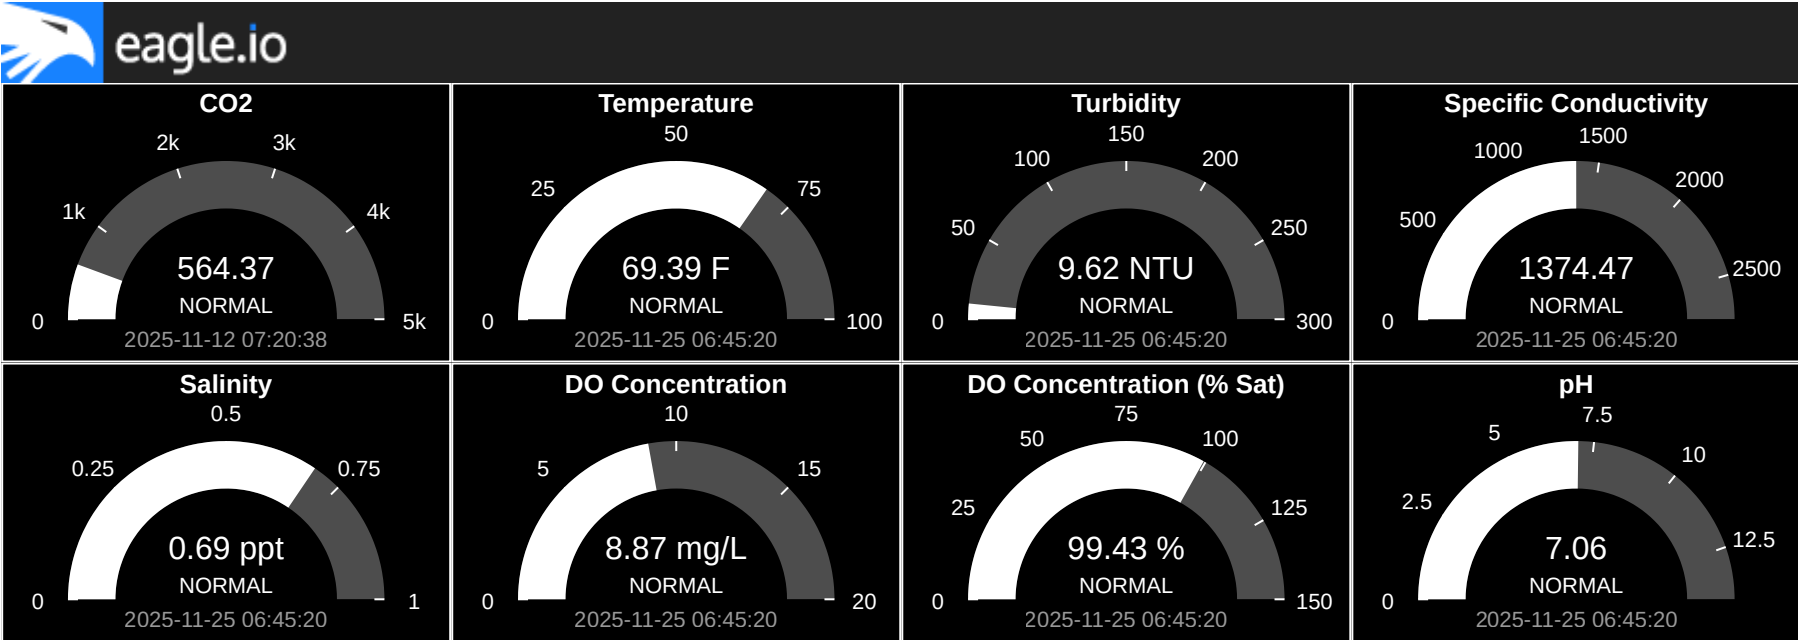 eagle.io
CO2
0
1k
2k
3k
4k
5k
564.37
NORMAL
2025-11-12 07:20:38
Temperature
0
25
50
75
100
69.39 F
NORMAL
2025-11-25 06:45:20
Turbidity
0
50
100
150
200
250
300
9.62 NTU
NORMAL
2025-11-25 06:45:20
Specific Conductivity
0
500
1000
1500
2000
2500
1374.47
NORMAL
2025-11-25 06:45:20
Salinity
0
0.25
0.5
0.75
1
0.69 ppt
NORMAL
2025-11-25 06:45:20
DO Concentration
0
5
10
15
20
8.87 mg/L
NORMAL
2025-11-25 06:45:20
DO Concentration (% Sat)
0
25
50
75
100
125
150
99.43 %
NORMAL
2025-11-25 06:45:20
pH
0
2.5
5
7.5
10
12.5
7.06
NORMAL
2025-11-25 06:45:20